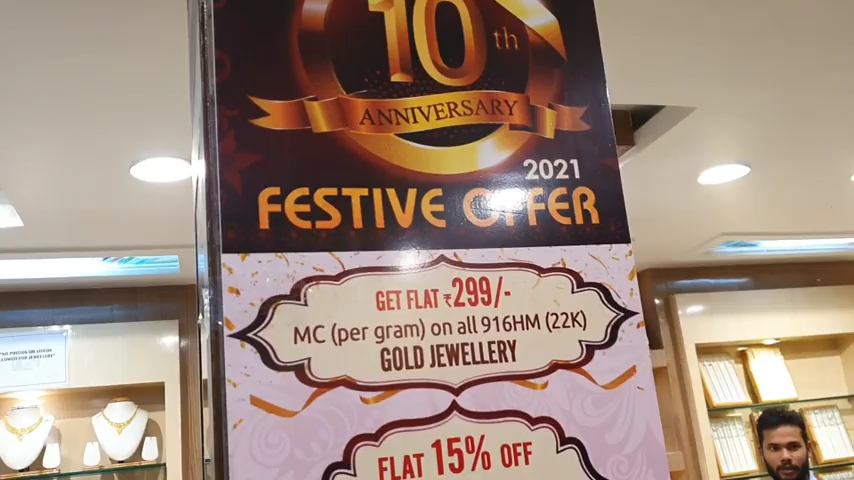 10th
ANNIVERSARY
2021
FESTIVE OFFER
GET FLAT ₹299/-
MC (per gram) on all 916HM (22K)
GOLD JEWELLERY
FLAT 15% OFF